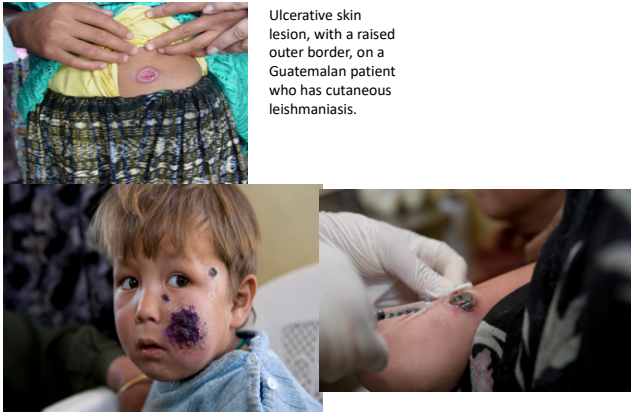 Ulcerative skin
lesion, with a raised
outer border, on a
Guatemalan patient
who has cutaneous
leishmaniasis.